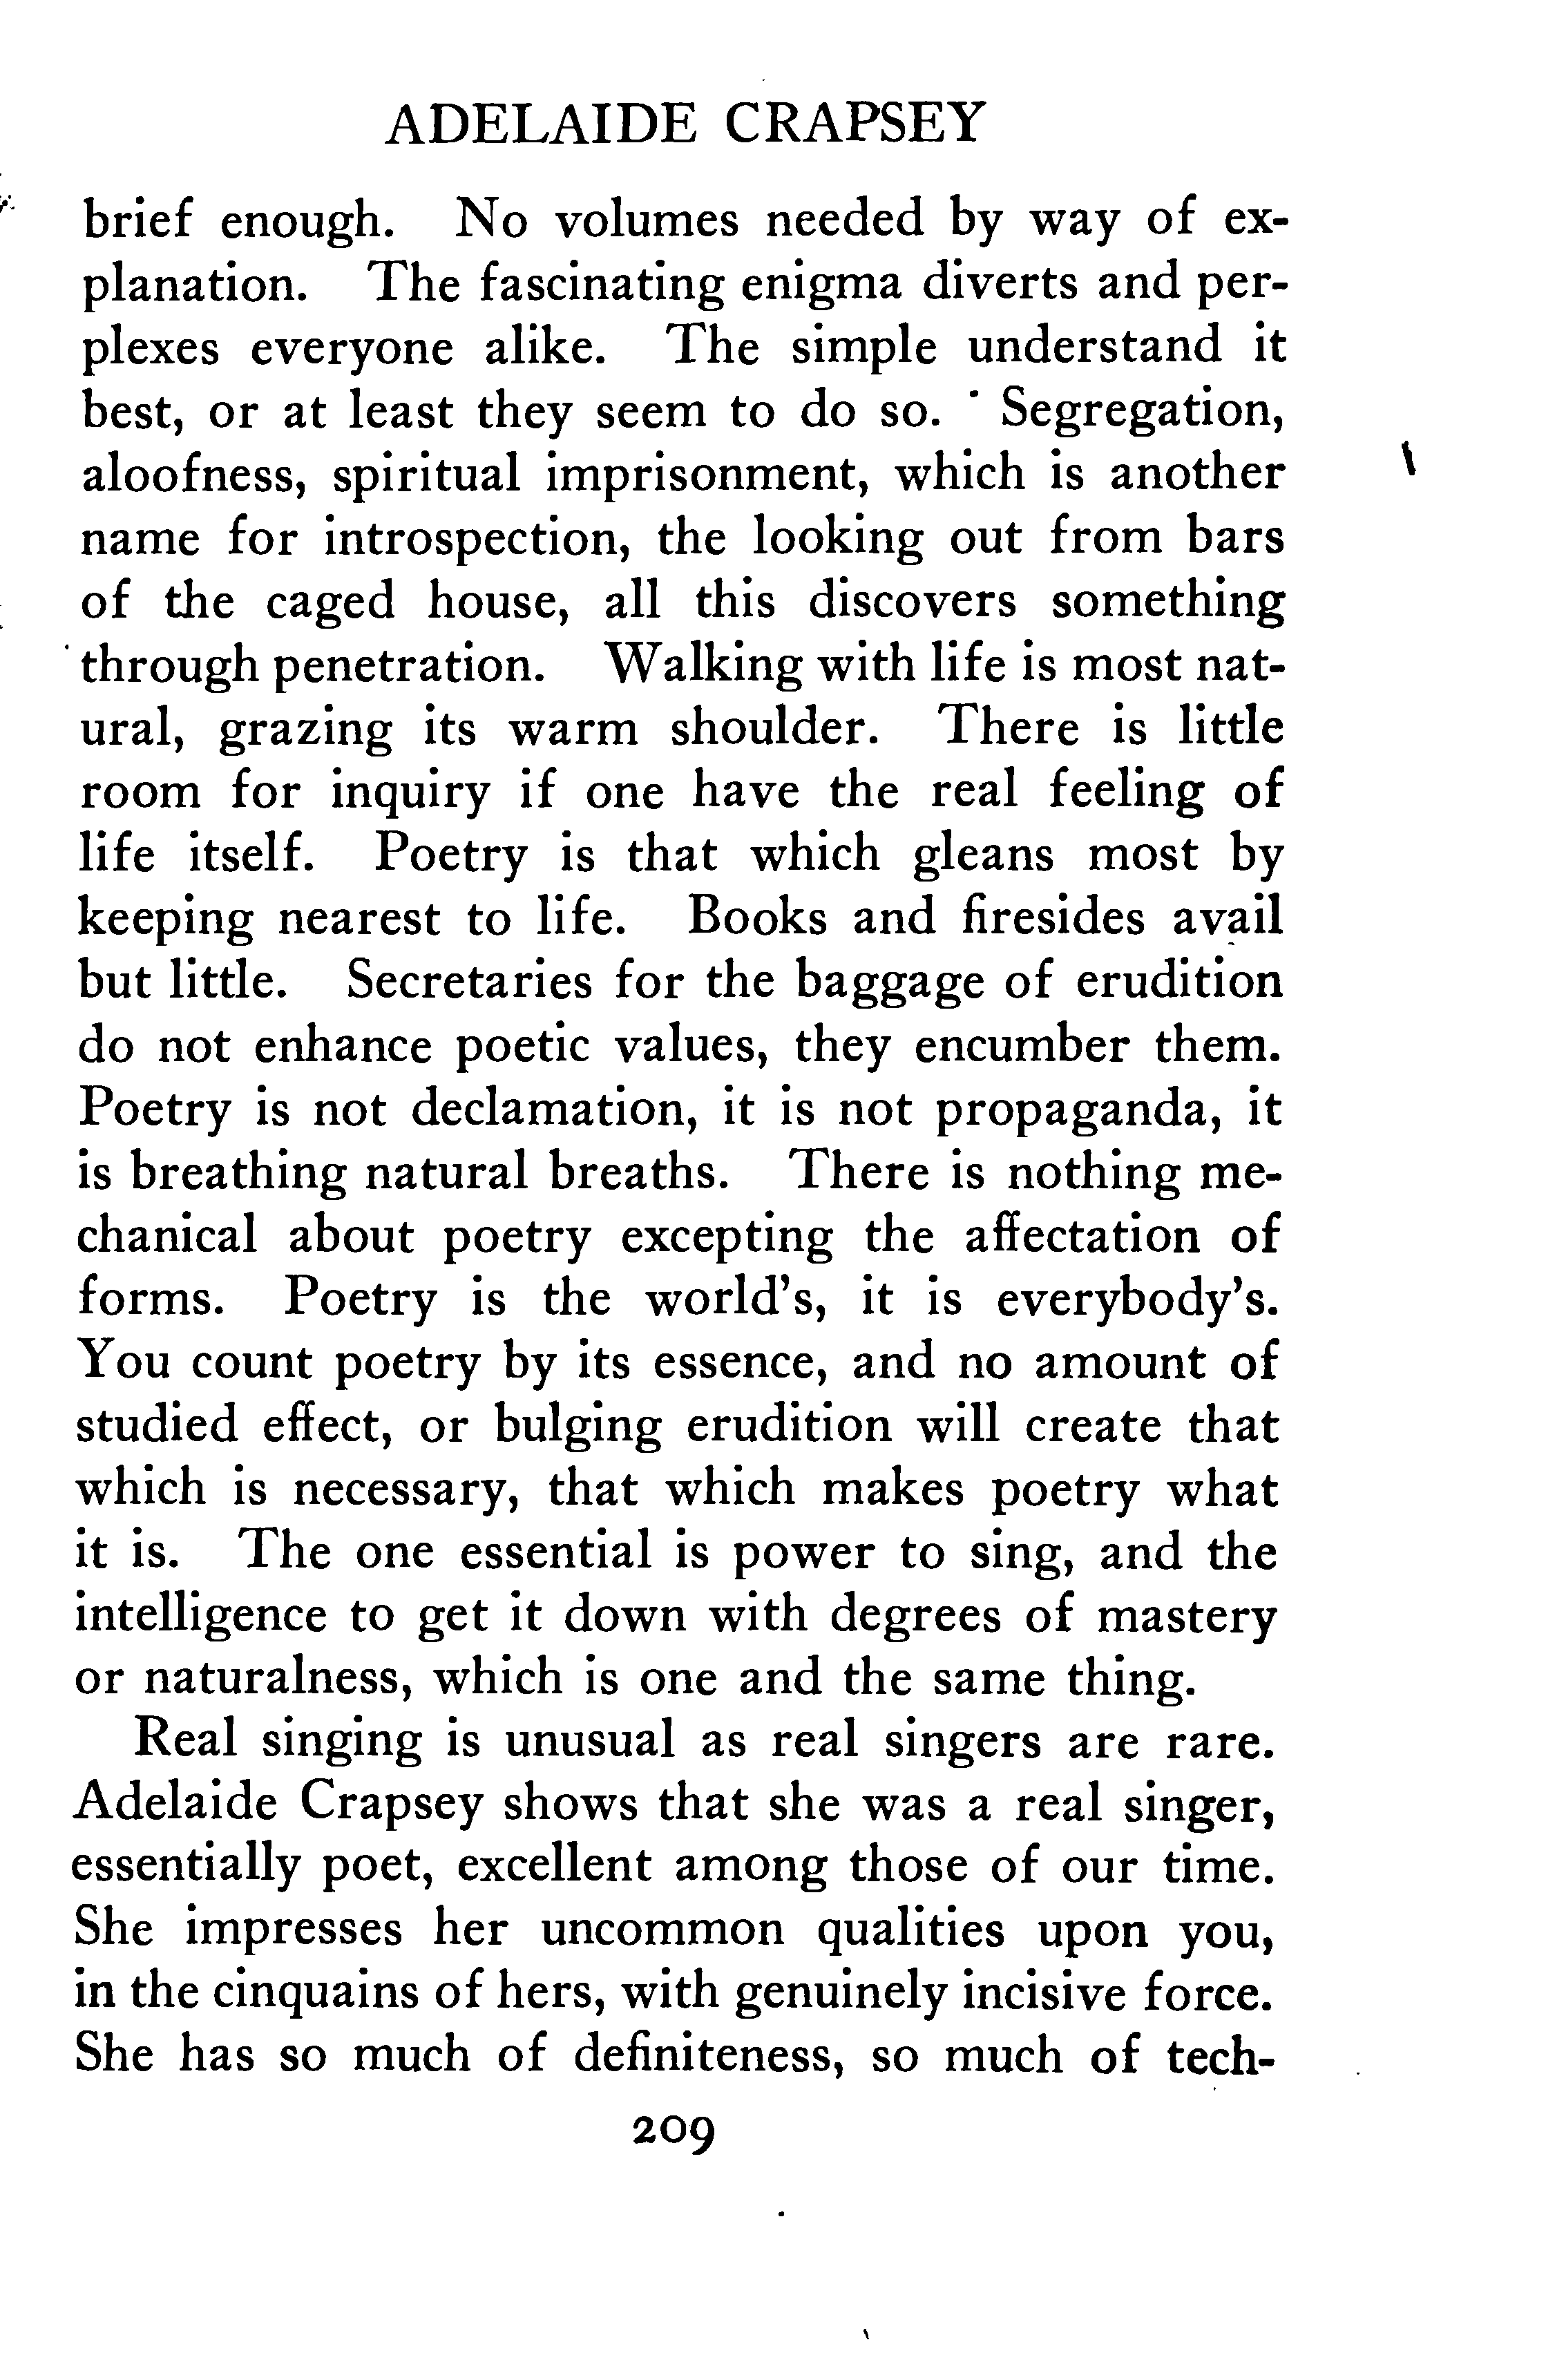 ADELAIDE CRAPSEY
brief enough. No volumes needed by way of ex-
planation. The fascinating enigma diverts and per-
plexes everyone alike. The simple understand it
best, or at least they seem to do so. Segregation,
aloofness, spiritual imprisonment, which is another
name for introspection, the looking out from bars
of the caged house, all this discovers something
through penetration. Walking with life is most nat-
ural, grazing its warm shoulder. There is little
room for inquiry if one have the real feeling of
life itself. Poetry is that which gleans most by
keeping nearest to life. Books and firesides avail
but little. Secretaries for the baggage of erudition
do not enhance poetic values, they encumber them.
Poetry is not declamation, it is not propaganda, it
is breathing natural breaths. There is nothing me-
chanical about poetry excepting the affectation of
forms. Poetry is the world's, it is everybody's.
You count poetry by its essence, and no amount of
studied effect, or bulging erudition will create that
which is necessary, that which makes poetry what
it is. The one essential is power to sing, and the
intelligence to get it down with degrees of mastery
or naturalness, which is one and the same thing.
Real singing is unusual as real singers are rare.
Adelaide Crapsey shows that she was a real singer,
essentially poet, excellent among those of our time.
She impresses her uncommon qualities upon you,
in the cinquains of hers, with genuinely incisive force.
She has so much of definiteness, so much of tech-
209